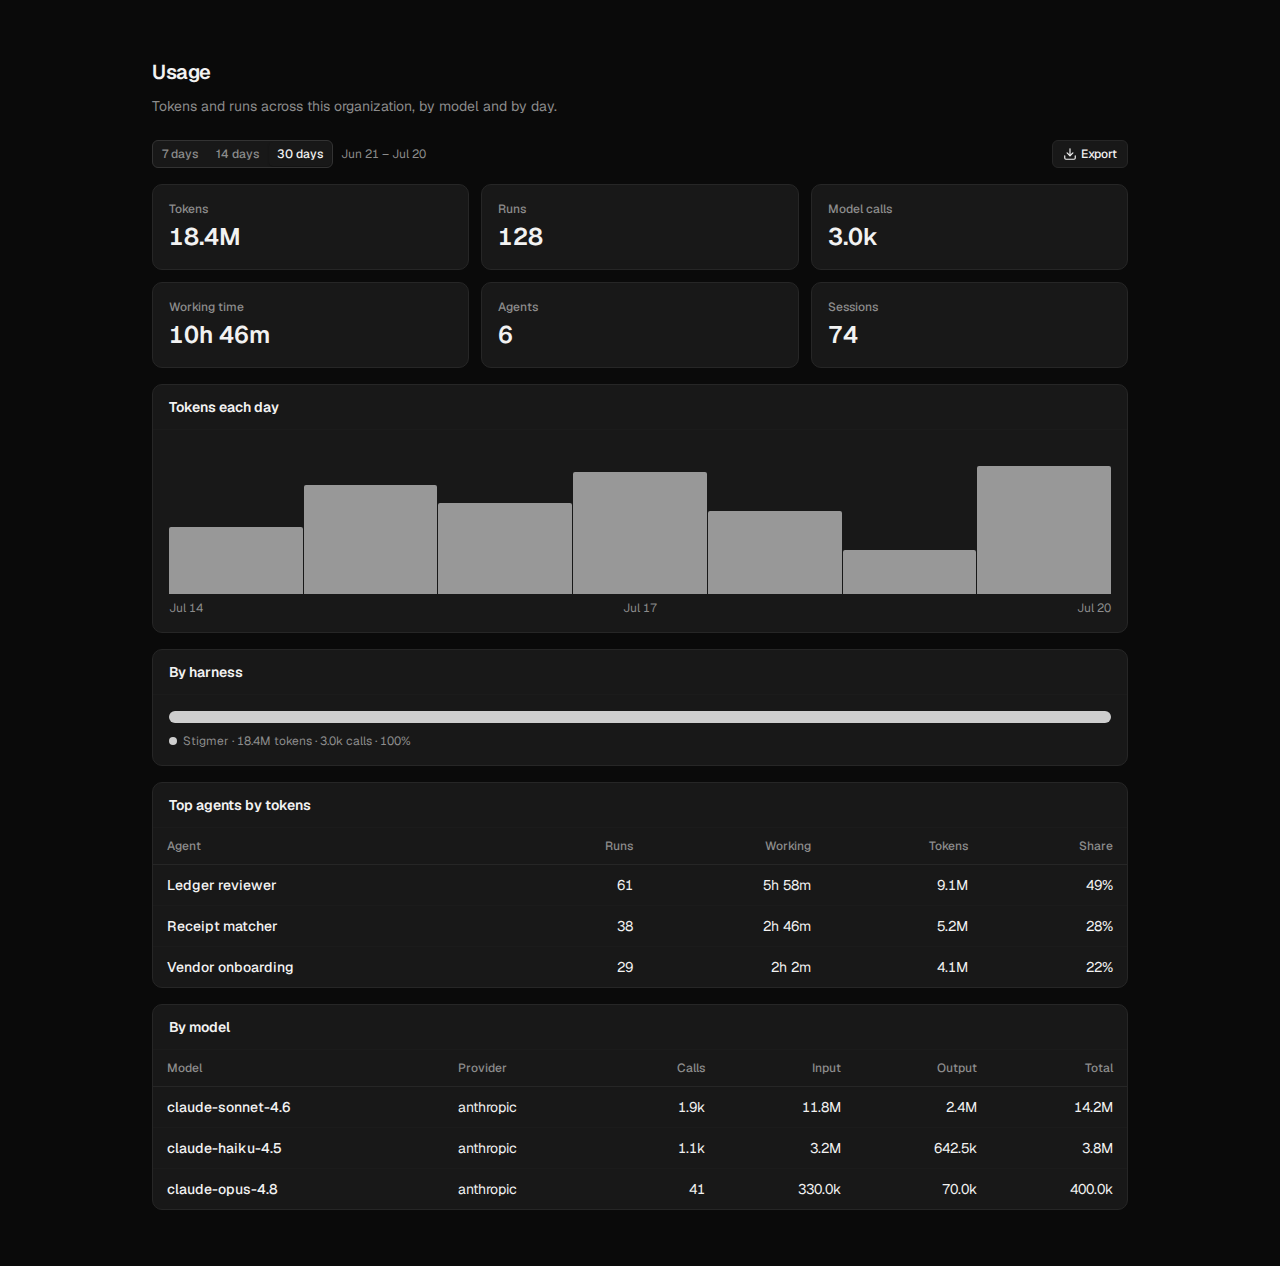 Usage
Tokens and runs across this organization, by model and by day.
7 days 14 days 30 days Jun 21 – Jul 20 Export
Tokens Runs Model calls
18.4M 128 3.0k
Working time Agents Sessions
10h 46m 6 74
Tokens each day
Jul 14 Jul 17 Jul 20
By harness
Stigmer · 18.4M tokens · 3.0k calls · 100%
Top agents by tokens
Agent Runs Working Tokens Share
Ledger reviewer 61 5h 58m 9.1M 49%
Receipt matcher 38 2h 46m 5.2M 28%
Vendor onboarding 29 2h 2m 4.1M 22%
By model
Model Provider Calls Input Output Total
claude-sonnet-4.6 anthropic 1.9k 11.8M 2.4M 14.2M
claude-haiku-4.5 anthropic 1.1k 3.2M 642.5k 3.8M
claude-opus-4.8 anthropic 41 330.0k 70.0k 400.0k